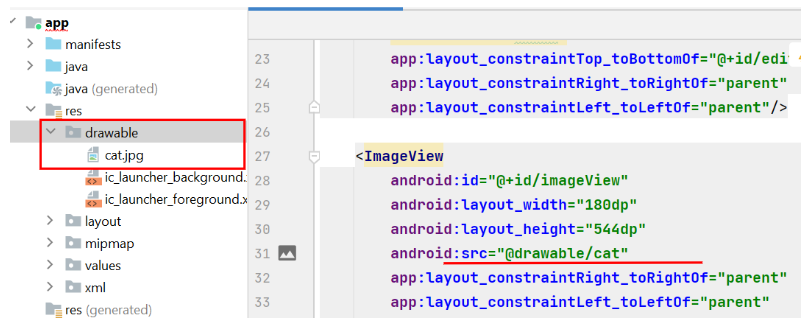 app
manifests
java
java (generated)
res
drawable
cat.jpg
ic_launcher_background.
ic_launcher_foreground.x
layout
mipmap
values
xml
res (generated)
23 app:layout_constraintTop_toBottomOf="@+id/edi
24 app:layout_constraintRight_toRightOf="parent"
25 app:layout_constraintLeft_toLeftOf="parent"/>
26
27 <ImageView
28 android:id="@+id/imageView"
29 android:layout_width="180dp"
30 android:layout_height="544dp"
31 android:src="@drawable/cat"
32 app:layout_constraintRight_toRightOf="parent"
33 app:layout_constraintLeft_toLeftOf="parent"